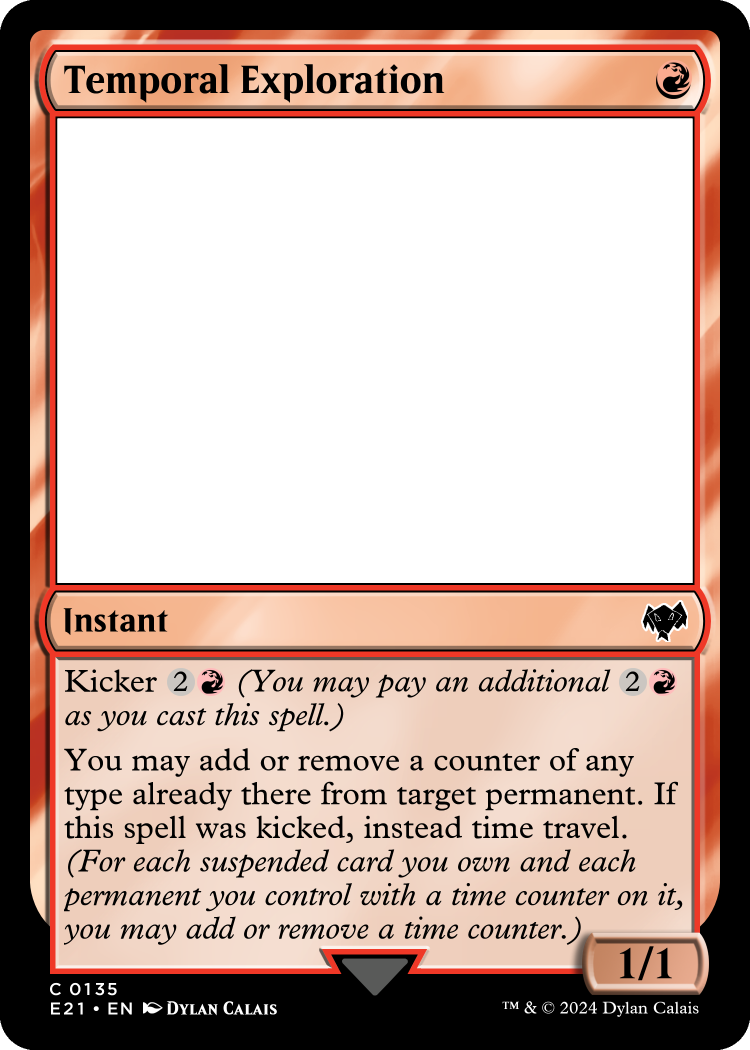 Temporal Exploration
Instant
Kicker 2 (You may pay an additional 2
as you cast this spell.)
You may add or remove a counter of any
type already there from target permanent. If
this spell was kicked, instead time travel.
(For each suspended card you own and each
permanent you control with a time counter on it,
you may add or remove a time counter.)
1/1
C 0135
E21 • EN DYLAN CALAIS
™ & © 2024 Dylan Calais